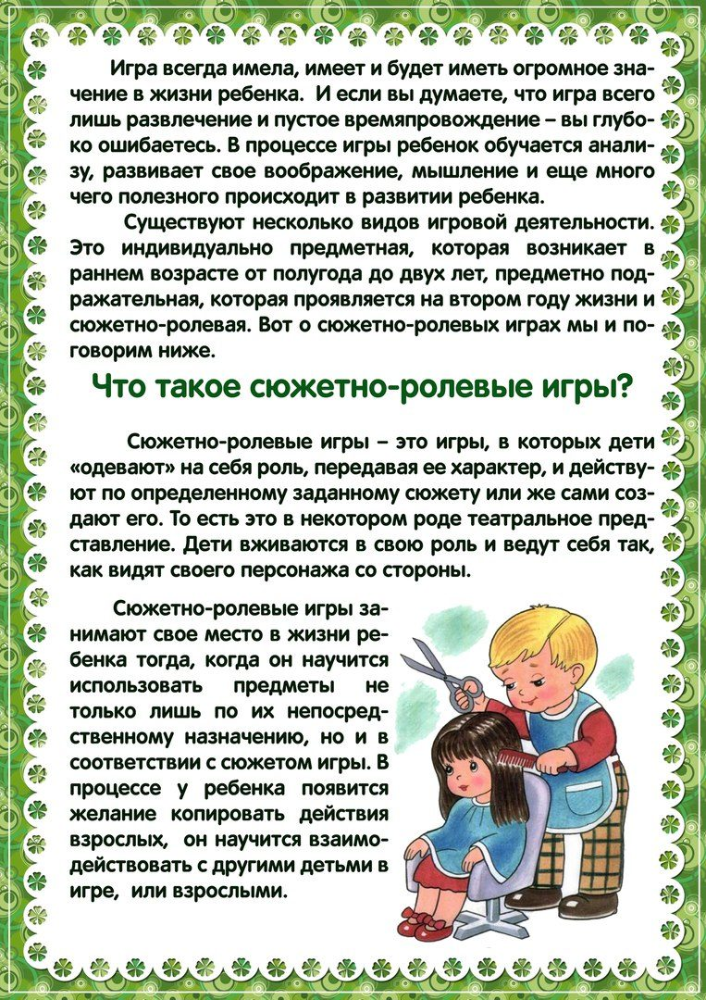 Игра всегда имела, имеет и будет иметь огромное зна-
чение в жизни ребенка. И если вы думаете, что игра всего
лишь развлечение и пустое времяпровождение – вы глубо-
ко ошибаетесь. В процессе игры ребенок обучается анали-
зу, развивает свое воображение, мышление и еще много
чего полезного происходит в развитии ребенка.
Существуют несколько видов игровой деятельности.
Это индивидуально предметная, которая возникает в
раннем возрасте от полугода до двух лет, предметно под-
ражательная, которая проявляется на втором году жизни и
сюжетно-ролевая. Вот о сюжетно-ролевых играх мы и по-
говорим ниже.
Что такое сюжетно-ролевые игры?
Сюжетно-ролевые игры – это игры, в которых дети
«одевают» на себя роль, передавая ее характер, и действу-
ют по определенному заданному сюжету или же сами соз-
дают его. То есть это в некотором роде театральное пред-
ставление. Дети вживаются в свою роль и ведут себя так,
как видят своего персонажа со стороны.
Сюжетно-ролевые игры за-
нимают свое место в жизни ре-
бенка тогда, когда он научится
использовать предметы не
только лишь по их непосред-
ственному назначению, но и в
соответствии с сюжетом игры. В
процессе у ребенка появится
желание копировать действия
взрослых, он научится взаимо-
действовать с другими детьми в
игре, или взрослыми.